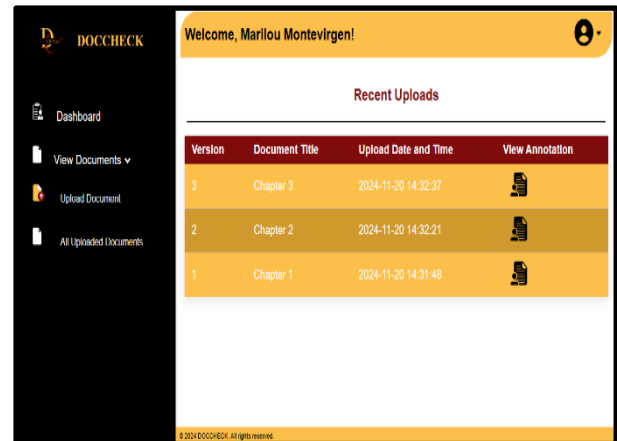 DOCCHECK
Welcome, Marilou Montevirgen!
Dashboard
View Documents
Upload Document
All Uploaded Documents
Recent Uploads
Version Document Title Upload Date and Time View Annotation
3 Chapter 3 2024-11-20 14:32:37
2 Chapter 2 2024-11-20 14:32:21
1 Chapter 1 2024-11-20 14:31:48
© 2024 DOCCHECK. All rights reserved.